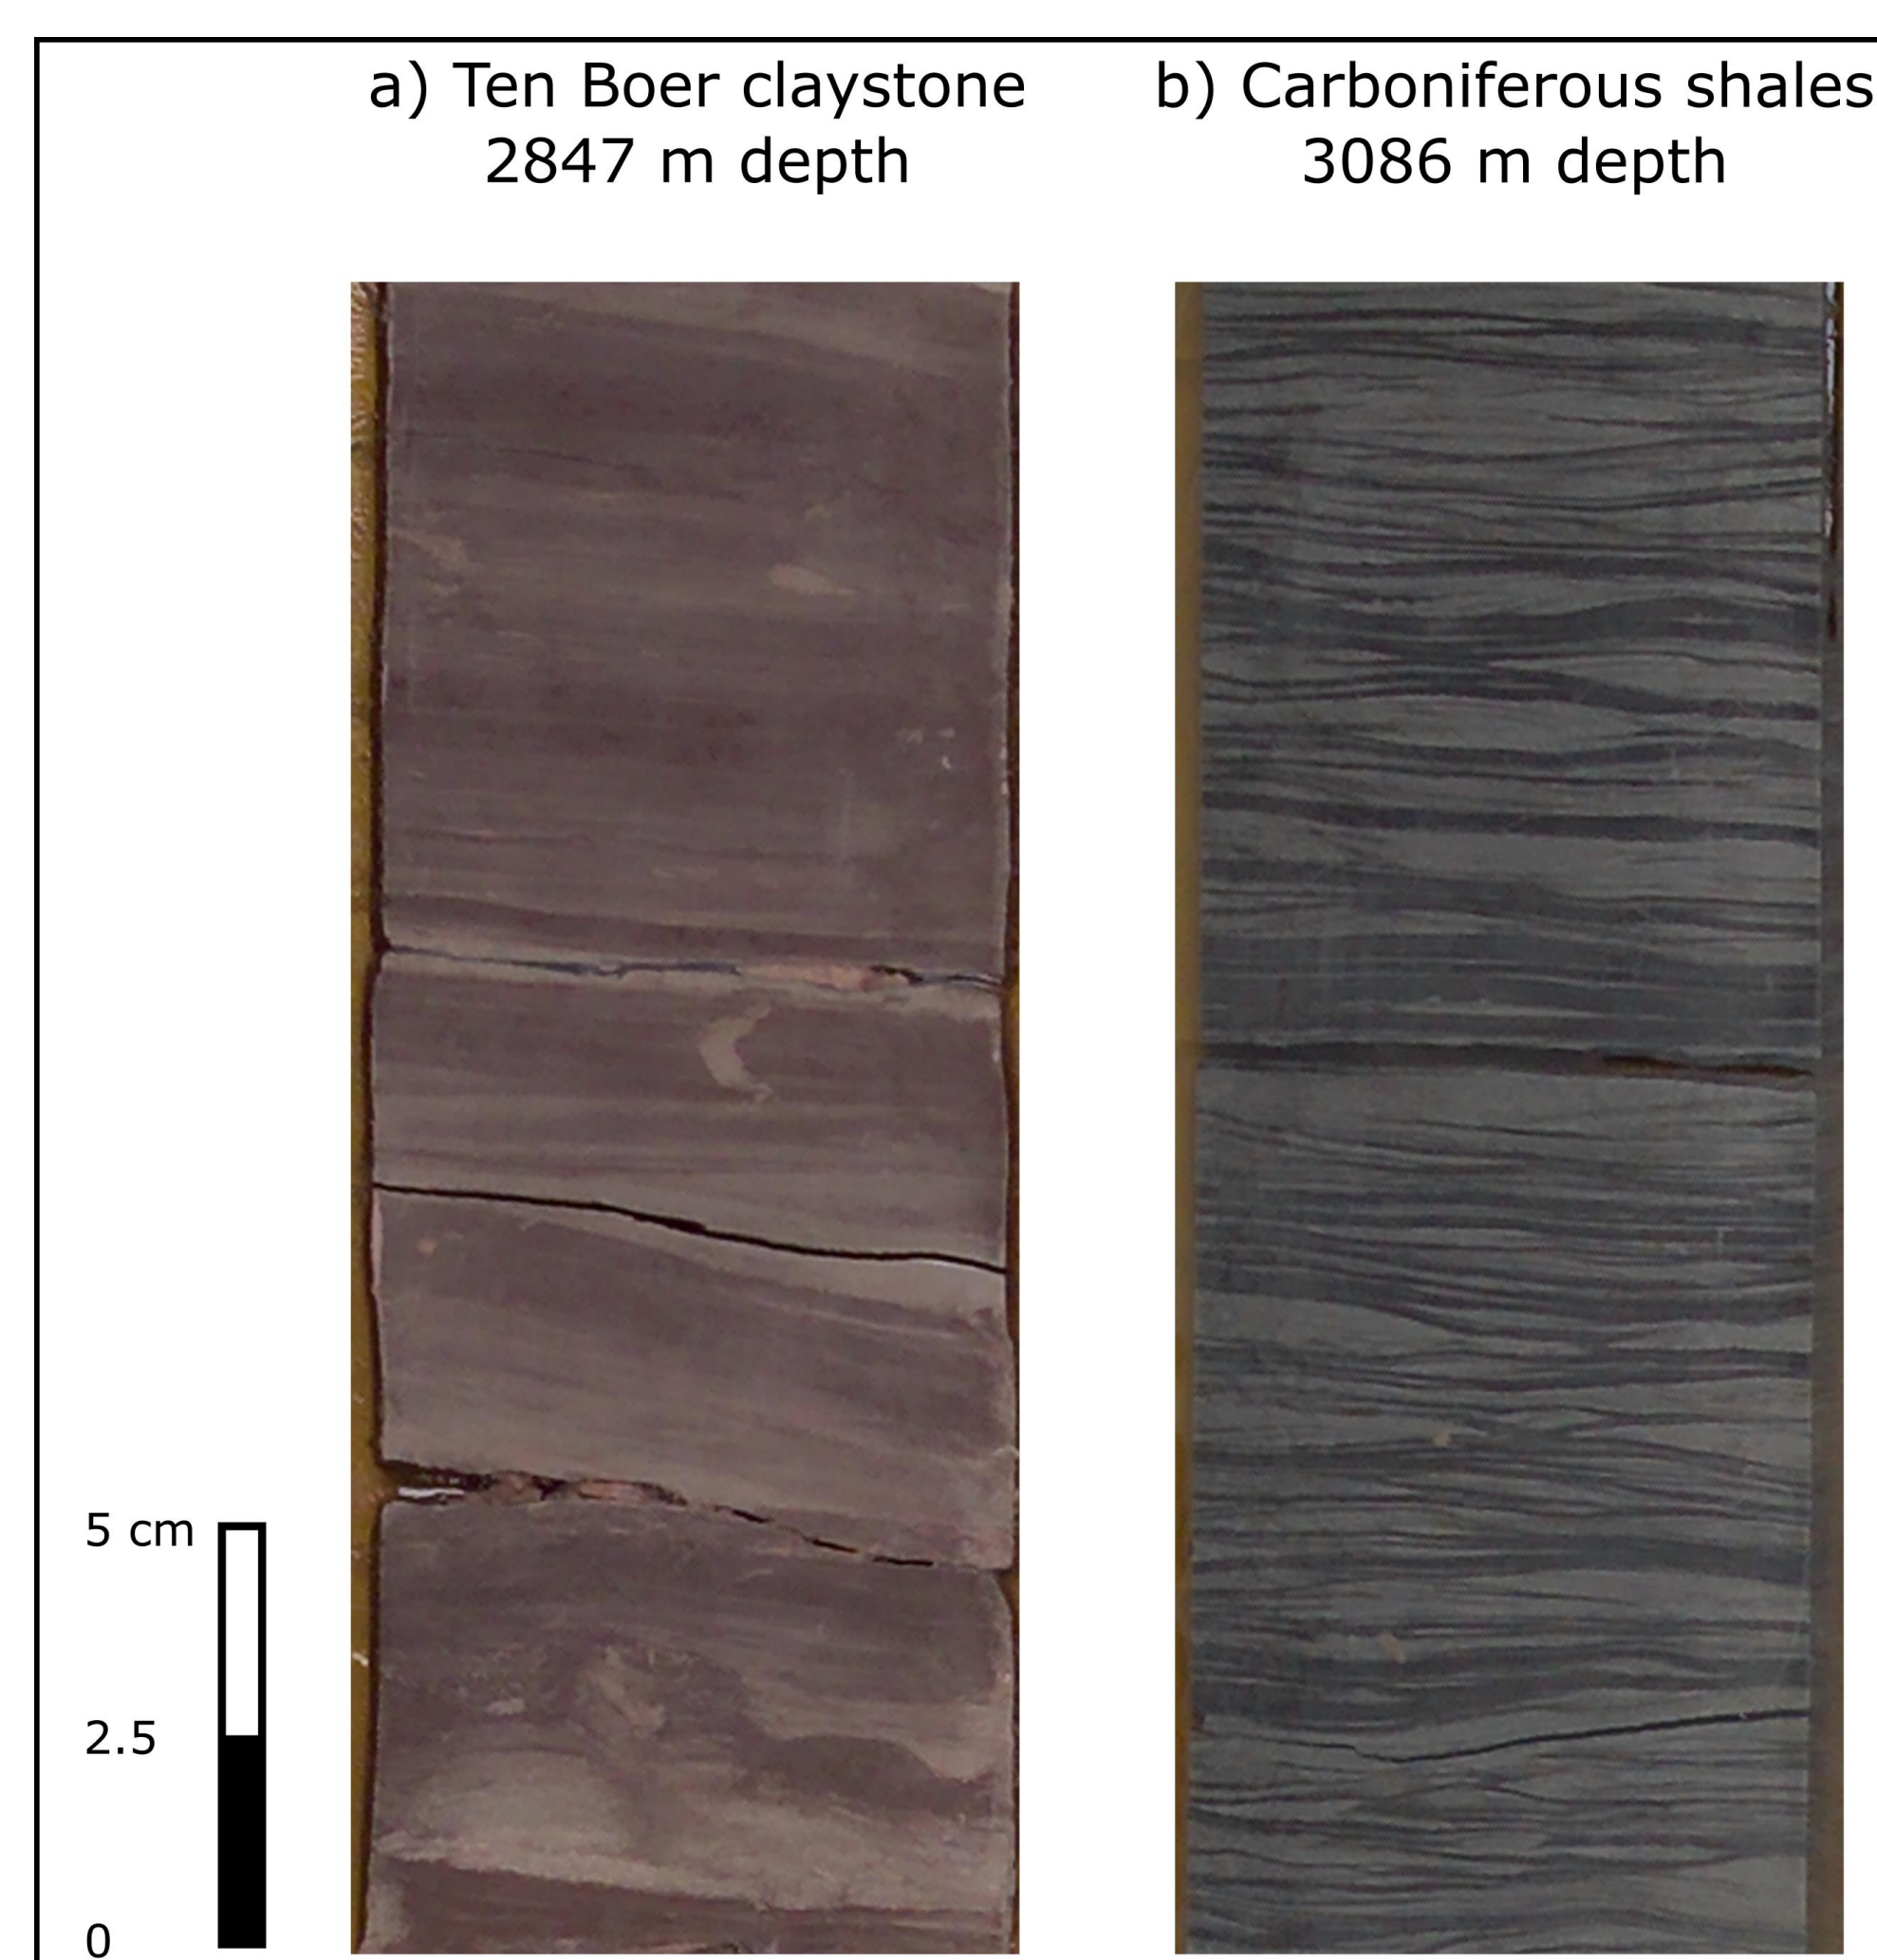 a) Ten Boer claystone
2847 m depth
b) Carboniferous shales
3086 m depth
5 cm
2.5
0